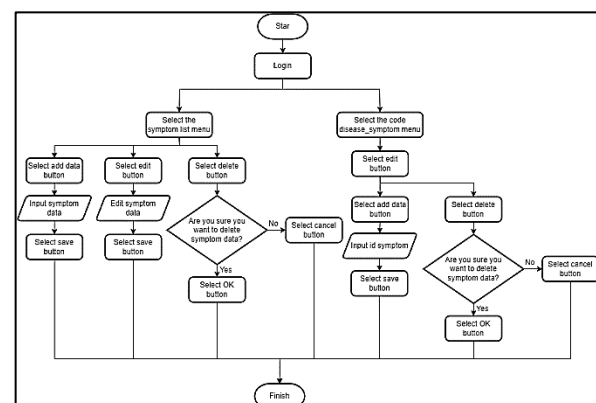 Star
Login
Select the
symptom list menu
Select the code
disease_symptom menu
Select add data
button
Select edit
button
Select delete
button
Select edit
button
Input symptom
data
Edit symptom
data
Are you sure you
want to delete
symptom data?
No
Select cancel
button
Select save
button
Select save
button
Yes
Select OK
button
Select add data
button
Select delete
button
Input id symptom
Select save
button
Are you sure you
want to delete
symptom data?
No
Select cancel
button
Yes
Select OK
button
Finish